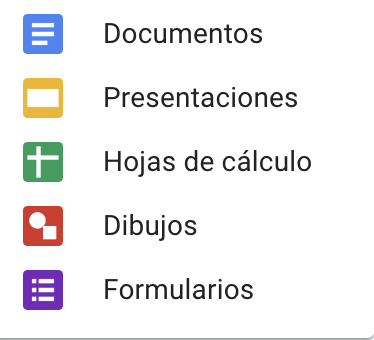 Documentos
Presentaciones
Hojas de cálculo
Dibujos
Formularios